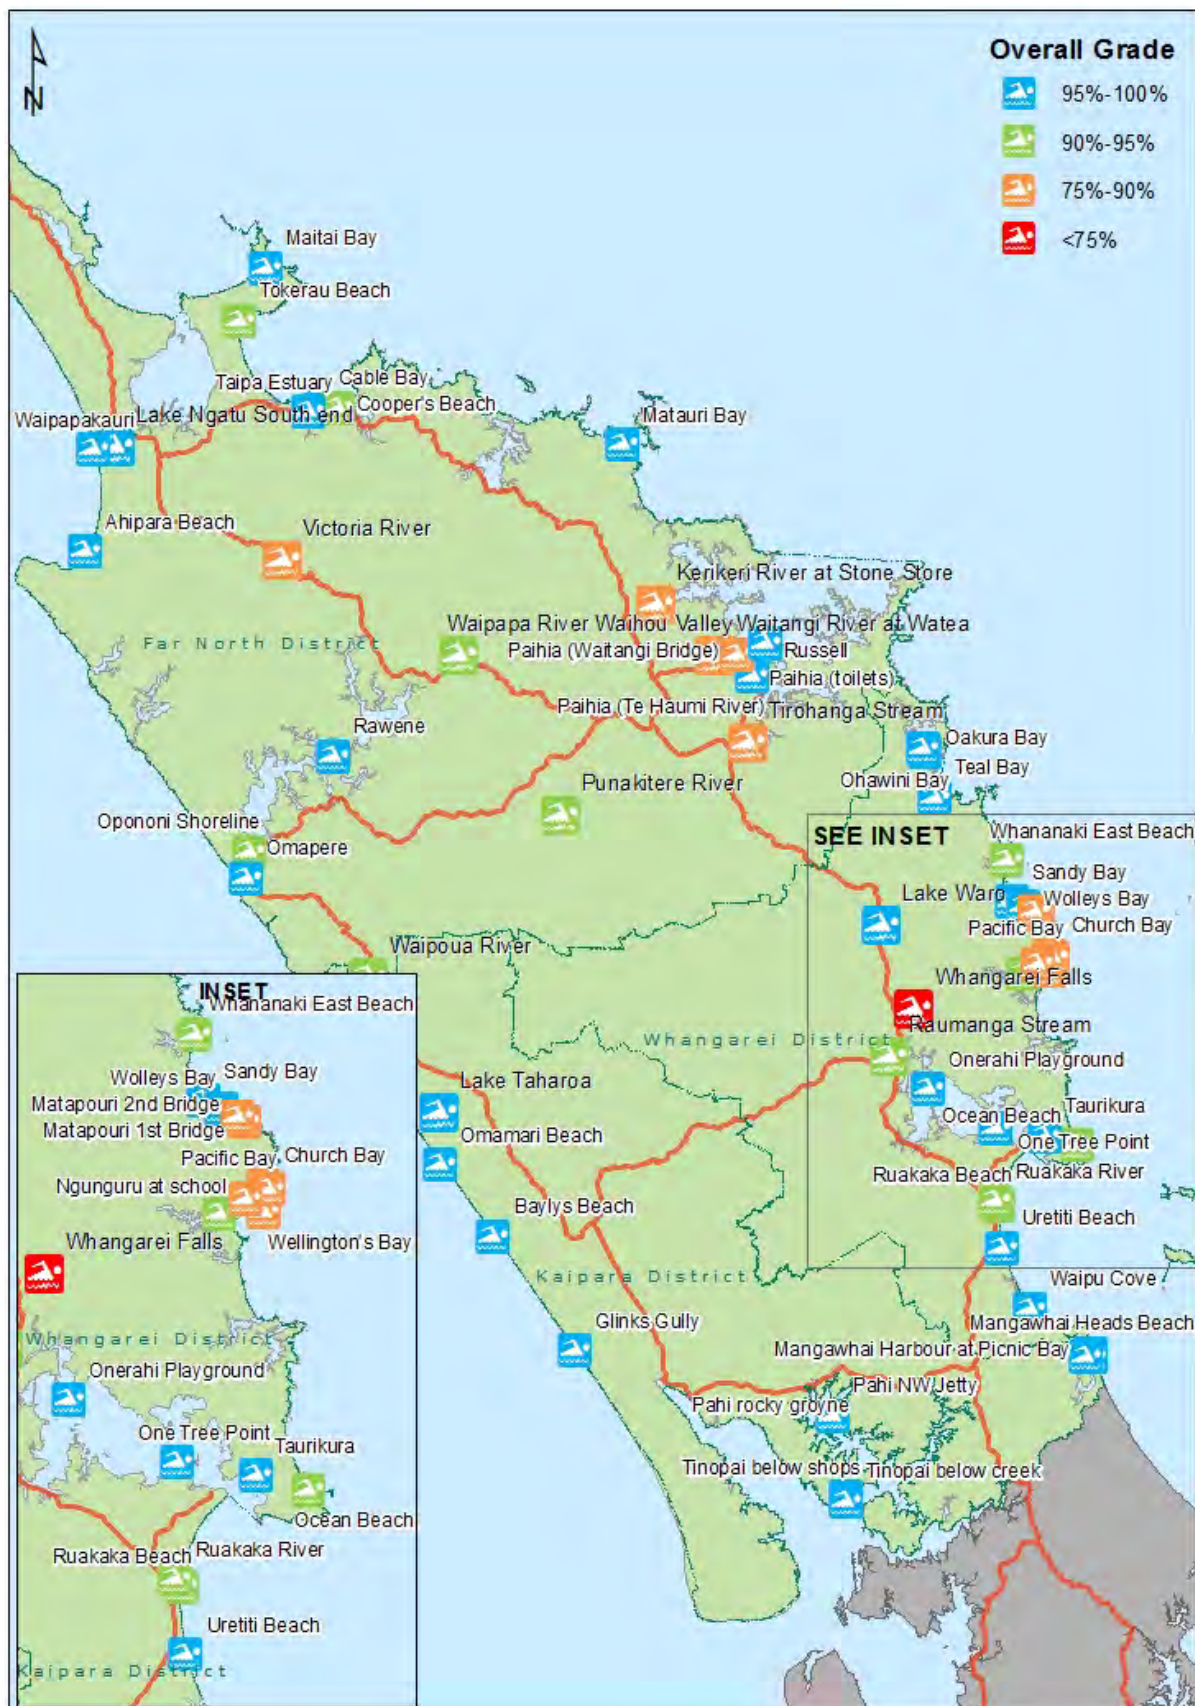 Overall Grade
95%-100%
90%-95%
75%-90%
<75%
N
Maitai Bay
Tokerau Beach
Taipa Estuary
Cable Bay
Cooper's Beach
Waipapakauri
Lake Ngatu South end
Matauri Bay
Ahipara Beach
Victoria River
Kerikeri River at Stone Store
Far North District
Waipapa River Waihou Valley
Waitangi River at Watea
Paihia (Waitangi Bridge)
Russell
Paihia (toilets)
Paihia (Te Haumi River)
Tirohanga Stream
Rawene
Oakura Bay
Teal Bay
Ohawini Bay
Punakitere River
Opononi Shoreline
Omapere
SEE INSET
Whananaki East Beach
Sandy Bay
Lake Waro
Wolleys Bay
Pacific Bay
Church Bay
Waipoua River
Whangarei Falls
Raumanga Stream
Whangarei District
Onerahi Playground
Lake Taharoa
Ocean Beach
Taurikura
Omamari Beach
One Tree Point
Ruakaka Beach
Ruakaka River
Baylys Beach
Uretiti Beach
Kaipara District
Waipu Cove
Glinks Gully
Mangawhai Heads Beach
Mangawhai Harbour at Picnic Bay
Pahi NW Jetty
Pahi rocky groyne
Tinopai below shops
Tinopai below creek
INSET
Whananaki East Beach
Wolleys Bay
Sandy Bay
Matapouri 2nd Bridge
Matapouri 1st Bridge
Pacific Bay
Church Bay
Ngunguru at school
Whangarei Falls
Wellington's Bay
Whangarei District
Onerahi Playground
One Tree Point
Taurikura
Ocean Beach
Ruakaka Beach
Ruakaka River
Uretiti Beach
Kaipara District